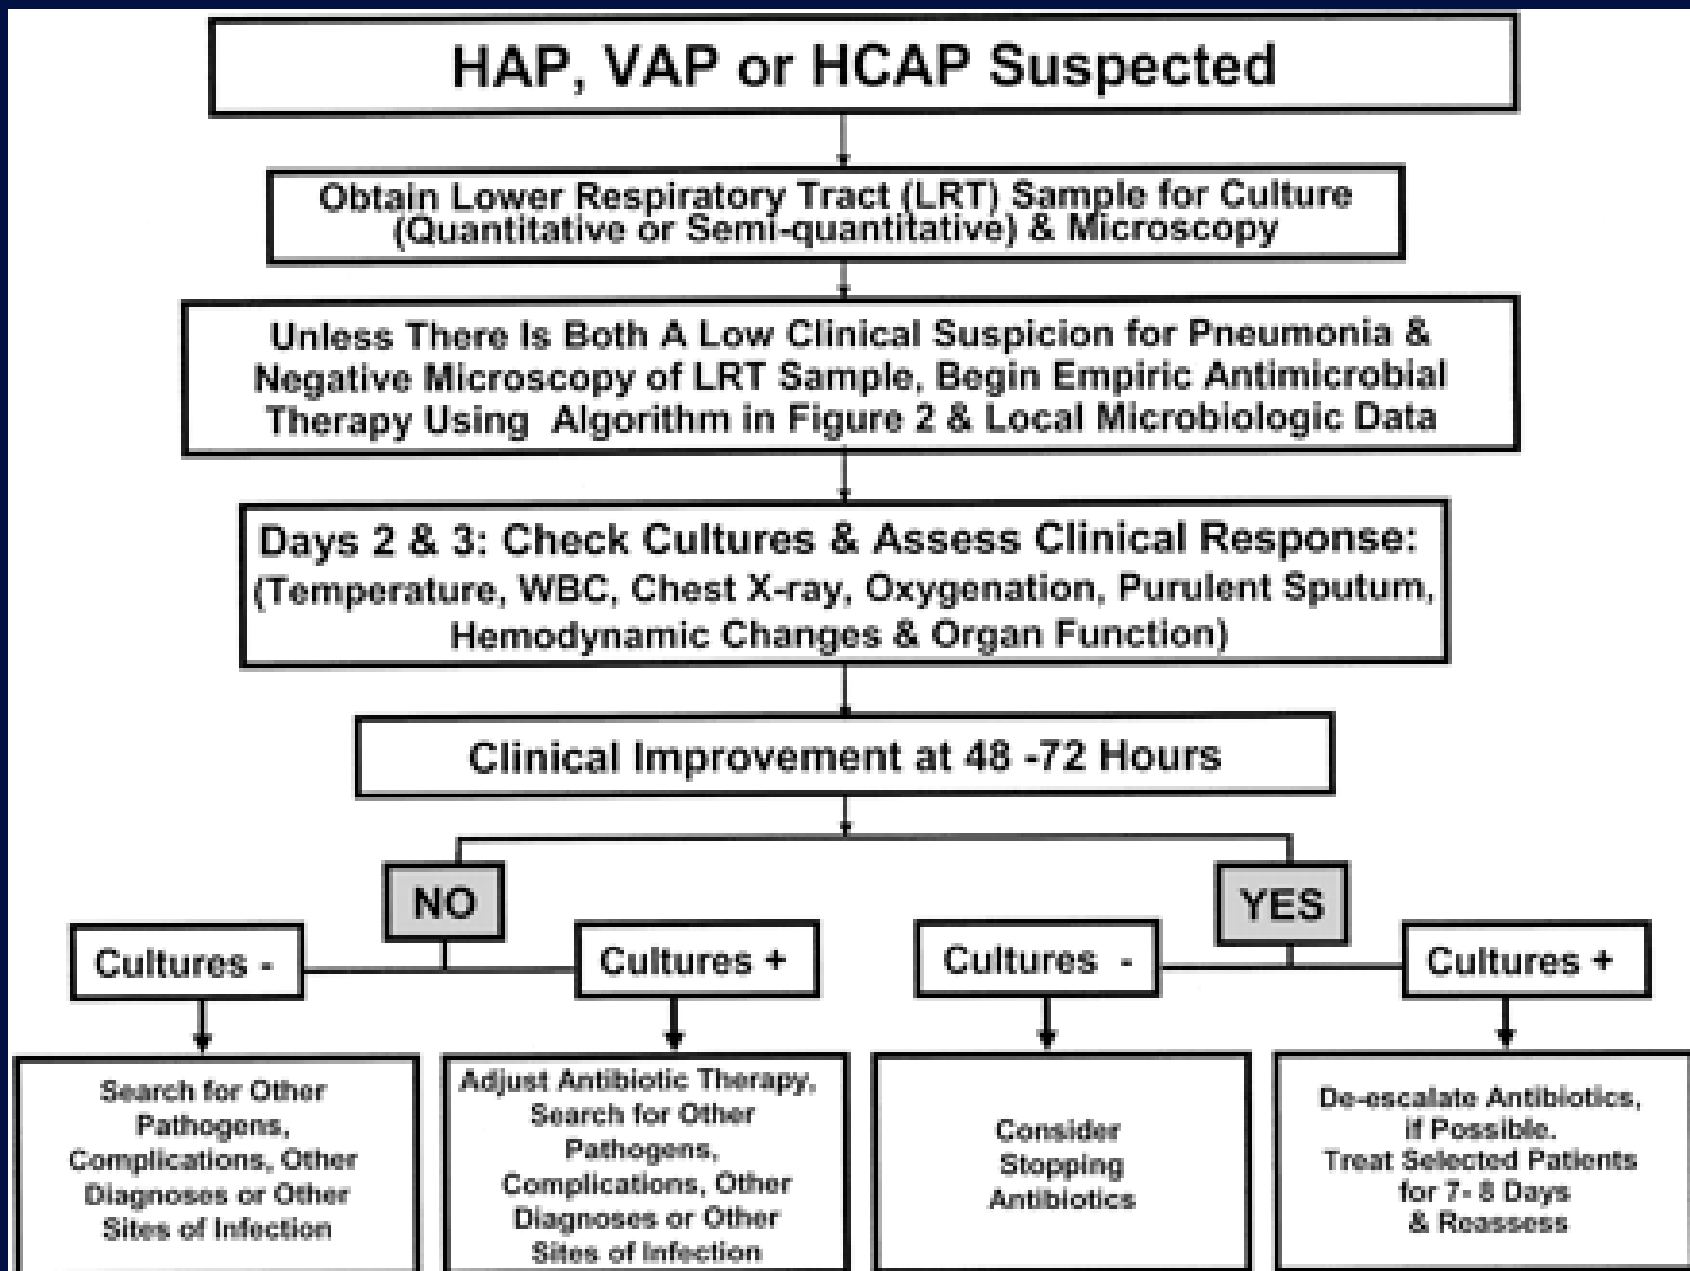 HAP, VAP or HCAP Suspected
Obtain Lower Respiratory Tract (LRT) Sample for Culture
(Quantitative or Semi-quantitative) & Microscopy
Unless There Is Both A Low Clinical Suspicion for Pneumonia &
Negative Microscopy of LRT Sample, Begin Empiric Antimicrobial
Therapy Using Algorithm in Figure 2 & Local Microbiologic Data
Days 2 & 3: Check Cultures & Assess Clinical Response:
(Temperature, WBC, Chest X-ray, Oxygenation, Purulent Sputum,
Hemodynamic Changes & Organ Function)
Clinical Improvement at 48 -72 Hours
NO
YES
Cultures -
Cultures +
Cultures -
Cultures +
Search for Other
Pathogens,
Complications, Other
Diagnoses or Other
Sites of Infection
Adjust Antibiotic Therapy,
Search for Other
Pathogens,
Complications, Other
Diagnoses or Other
Sites of Infection
Consider
Stopping
Antibiotics
De-escalate Antibiotics,
if Possible.
Treat Selected Patients
for 7- 8 Days
& Reassess